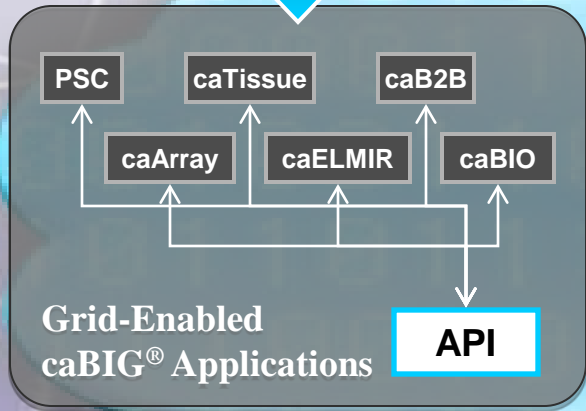 PSC caTissue caB2B
caArray caELMIR caBIO
Grid-Enabled
caBIG® Applications
API